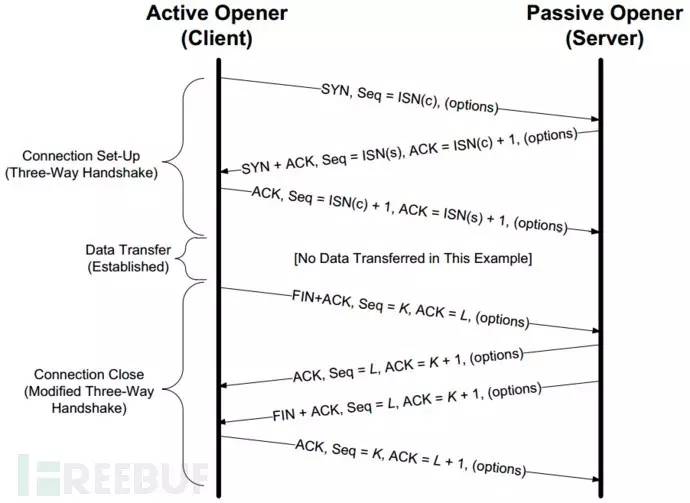 Active Opener
(Client)
Passive Opener
(Server)
SYN, Seq = ISN(c), (options)
SYN + ACK, Seq = ISN(s), ACK = ISN(c) + 1, (options)
Connection Set-Up
(Three-Way Handshake)
ACK, Seq = ISN(c) + 1, ACK = ISN(s) + 1, (options)
Data Transfer
(Established)
[No Data Transferred in This Example]
FIN+ACK, Seq = K, ACK = L, (options)
ACK, Seq = L, ACK = K + 1, (options)
Connection Close
(Modified Three-Way
Handshake)
FIN + ACK, Seq = L, ACK = K + 1, (options)
ACK, Seq = K, ACK = L + 1, (options)
FREEBUF